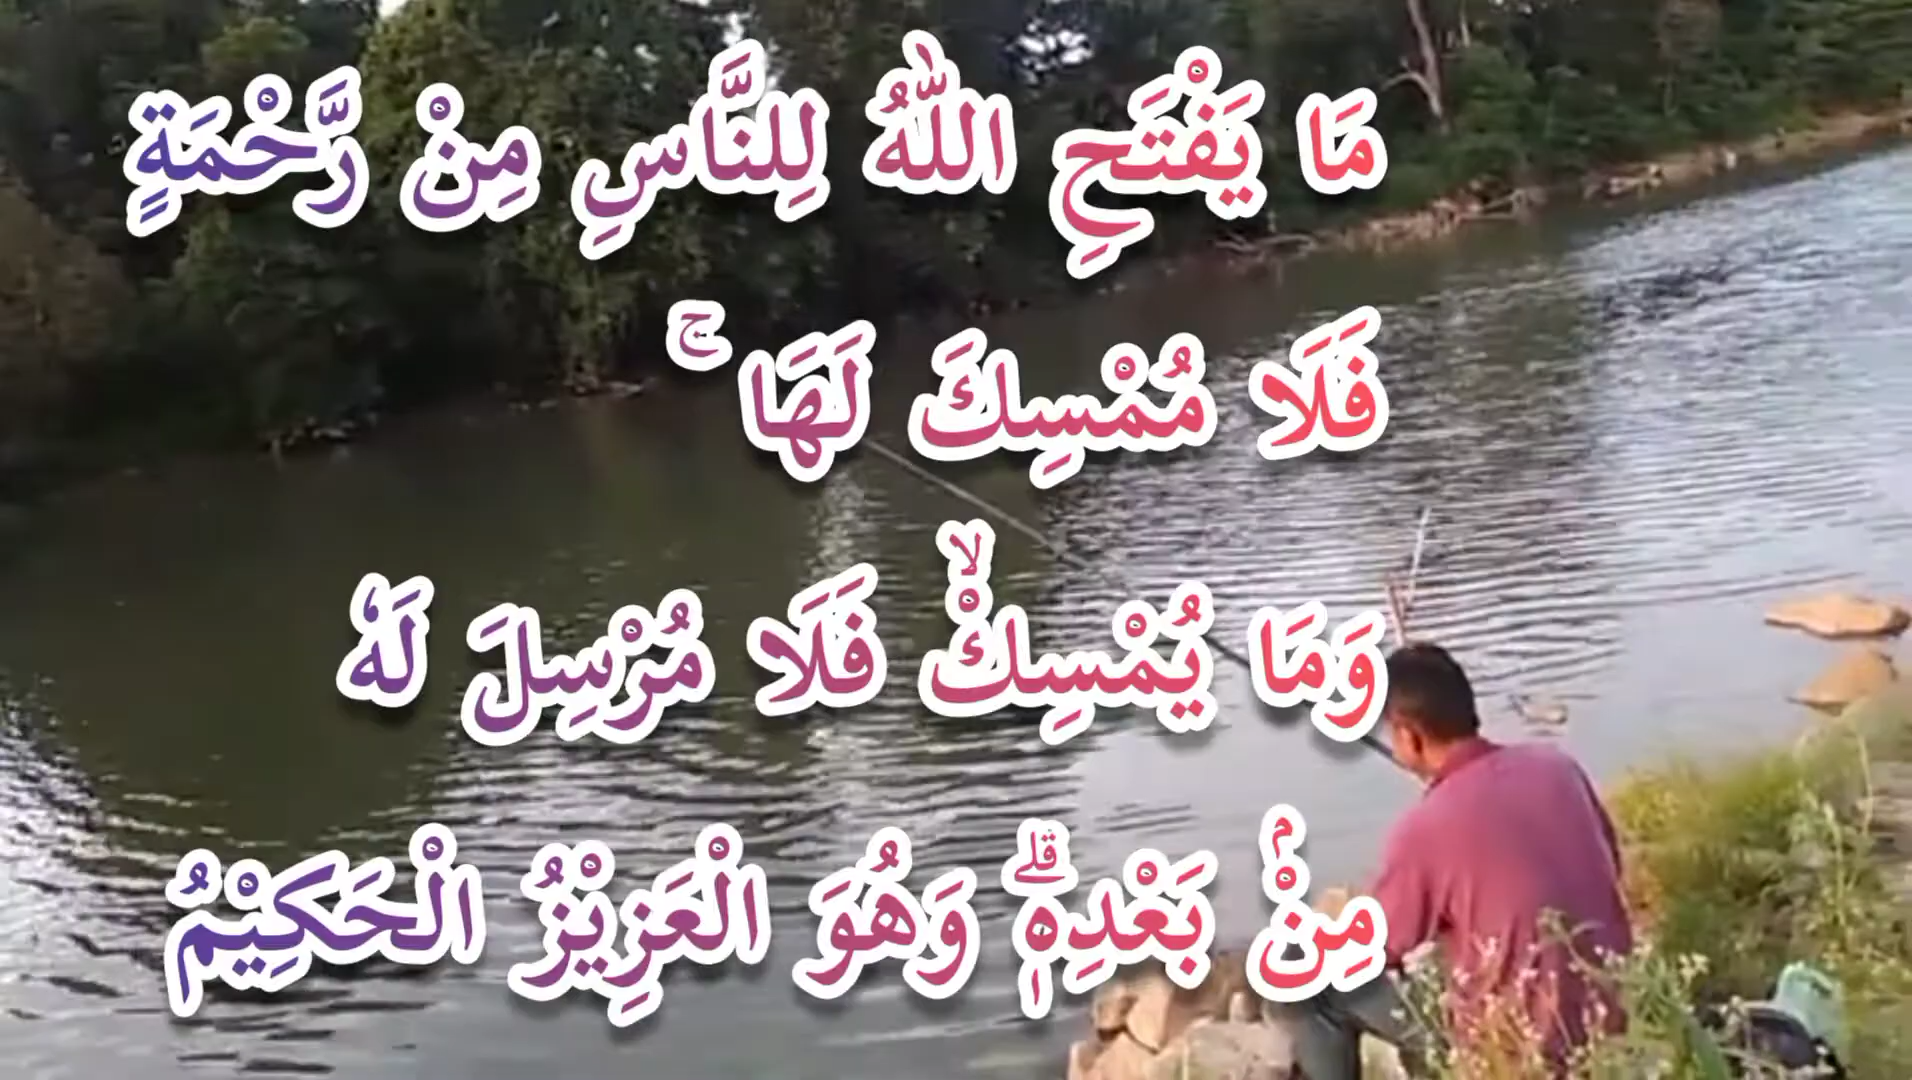 مَا يَفْتَحِ اللّٰهُ لِلنَّاسِ مِنْ رَّحْمَةٍ
فَلَا مُمْسِكَ لَهَا ۚ
وَمَا يُمْسِكْۙ فَلَا مُرْسِلَ لَهٗ
مِنْۢ بَعْدِهٖۗ وَهُوَ الْعَزِيْزُ الْحَكِيْمُ